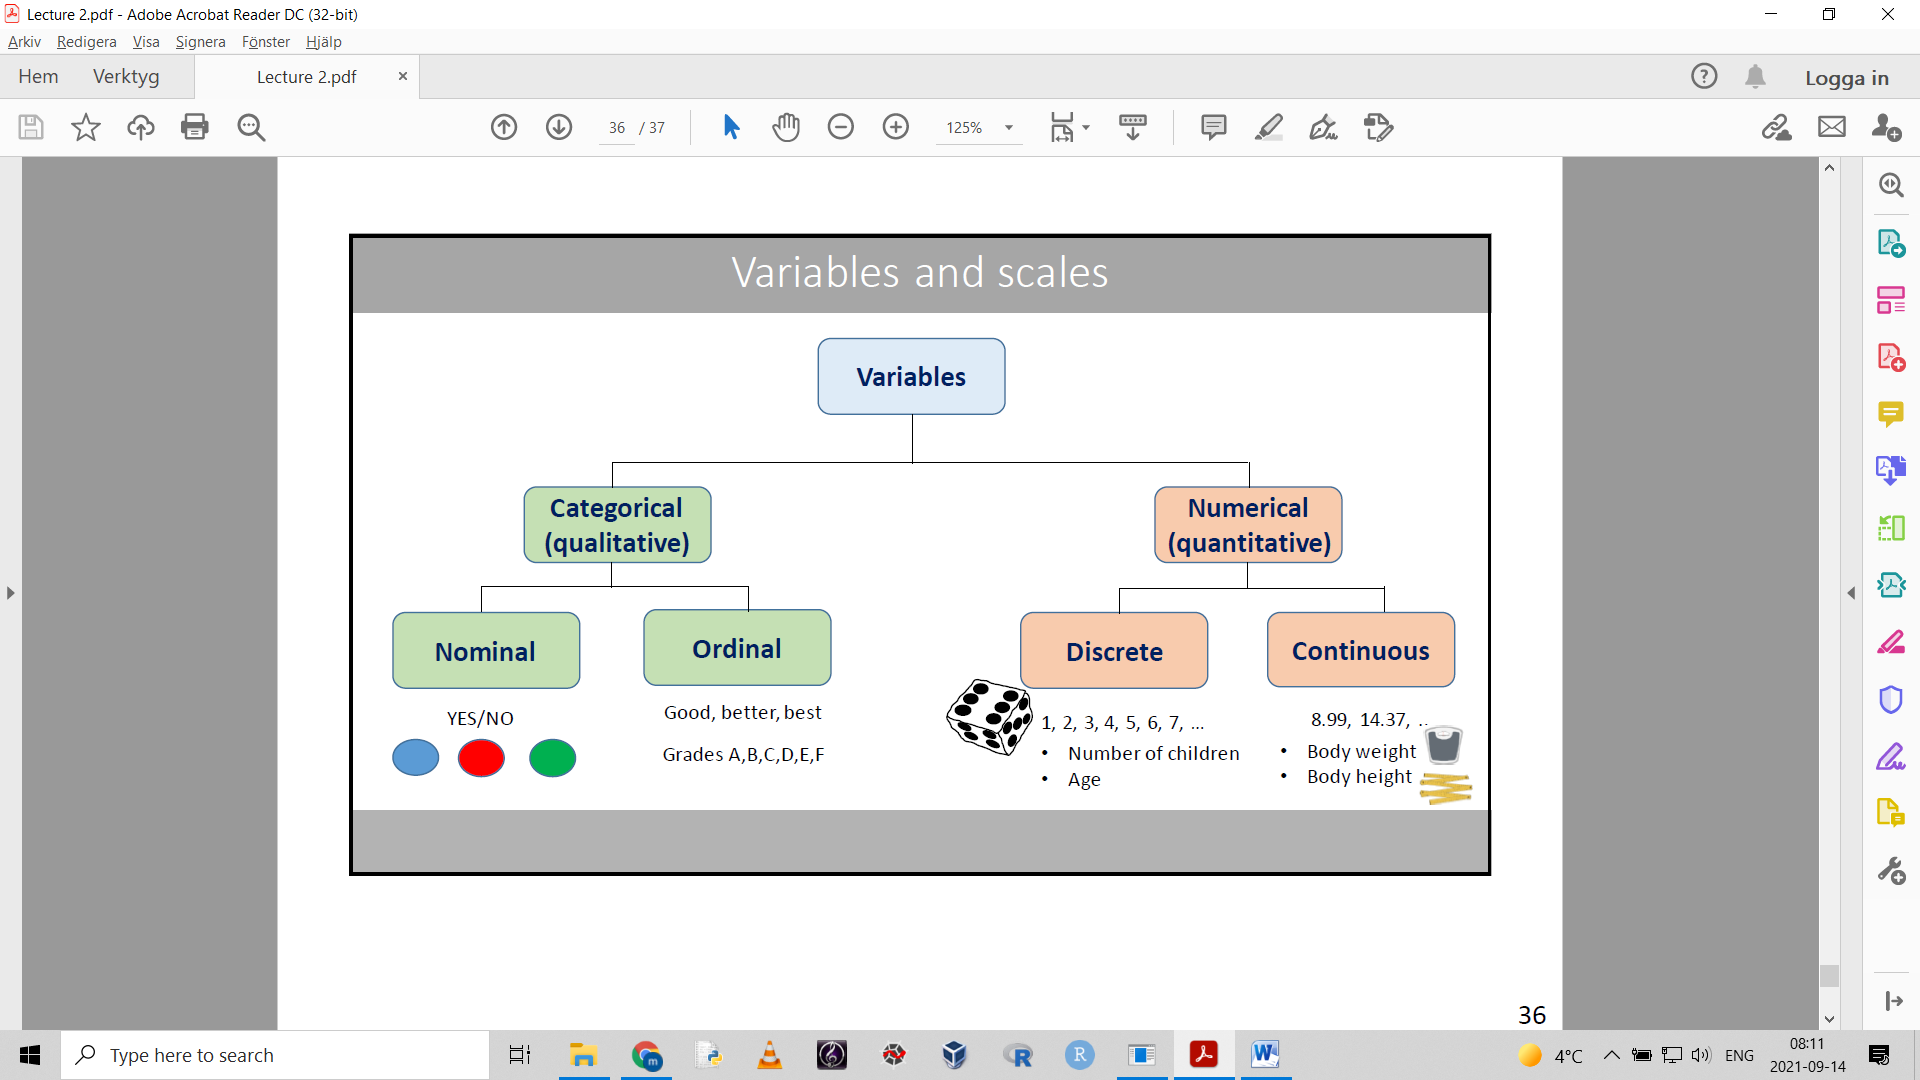 Lecture 2.pdf - Adobe Acrobat Reader DC (32-bit)
Arkiv Redigera Visa Signera Fönster Hjälp
Hem Verktyg Lecture 2.pdf × Logga in
36 / 37 125%
Variables and scales
Variables
Categorical
(qualitative)
Numerical
(quantitative)
Nominal
Ordinal
Discrete
Continuous
YES/NO
Good, better, best
Grades A,B,C,D,E,F
1, 2, 3, 4, 5, 6, 7, ...
• Number of children
• Age
8.99, 14.37, ..
• Body weight
• Body height
36
Type here to search
4°C ENG
08:11
2021-09-14